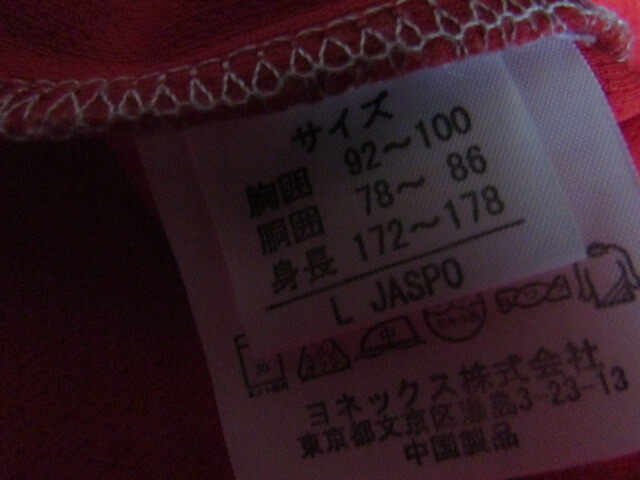 サイズ
胸囲 92～100
胴囲 78～ 86
身長 172～178
L JASPO
中
ヨネックス株式会社
東京都文京区湯島3-23-13
中国製品